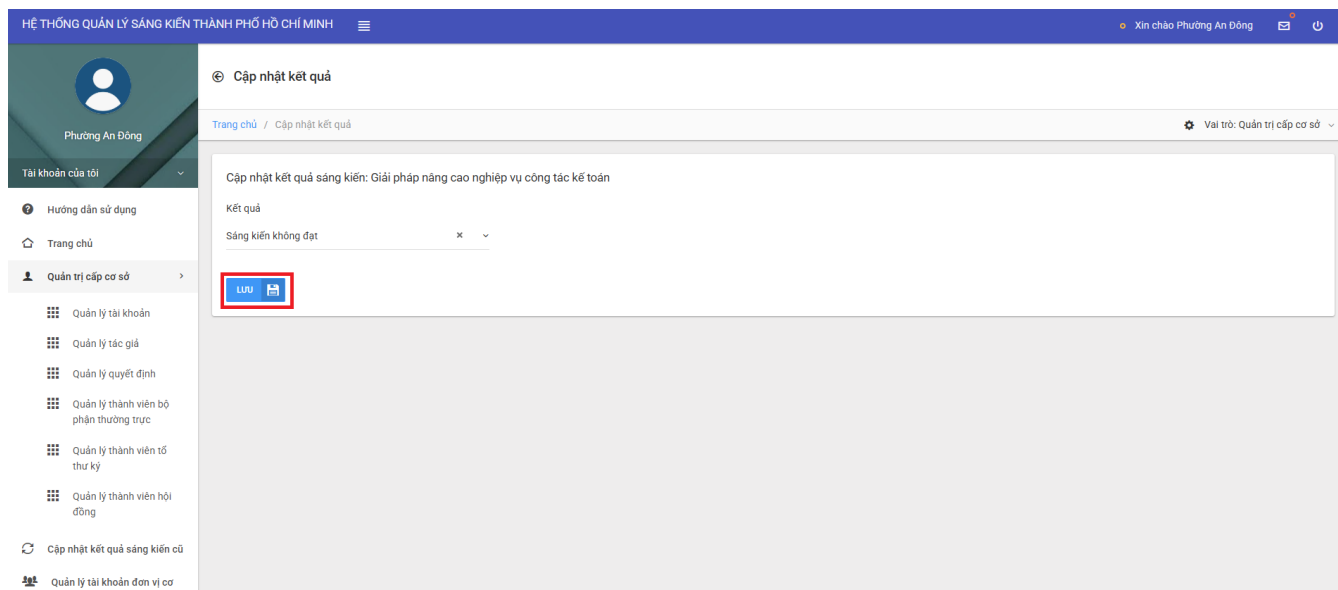 HỆ THỐNG QUẢN LÝ SÁNG KIẾN THÀNH PHỐ HỒ CHÍ MINH
Xin chào Phường An Đông
Cập nhật kết quả
Phường An Đông
Trang chủ / Cập nhật kết quả
Vai trò: Quản trị cấp cơ sở
Tài khoản của tôi
Cập nhật kết quả sáng kiến: Giải pháp nâng cao nghiệp vụ công tác kế toán
Kết quả
Sáng kiến không đạt
LƯU
Hướng dẫn sử dụng
Trang chủ
Quản trị cấp cơ sở
Quản lý tài khoản
Quản lý tác giả
Quản lý quyết định
Quản lý thành viên bộ
phận thường trực
Quản lý thành viên tổ
thư ký
Quản lý thành viên hội
đồng
Cập nhật kết quả sáng kiến cũ
Quản lý tài khoản đơn vị cơ